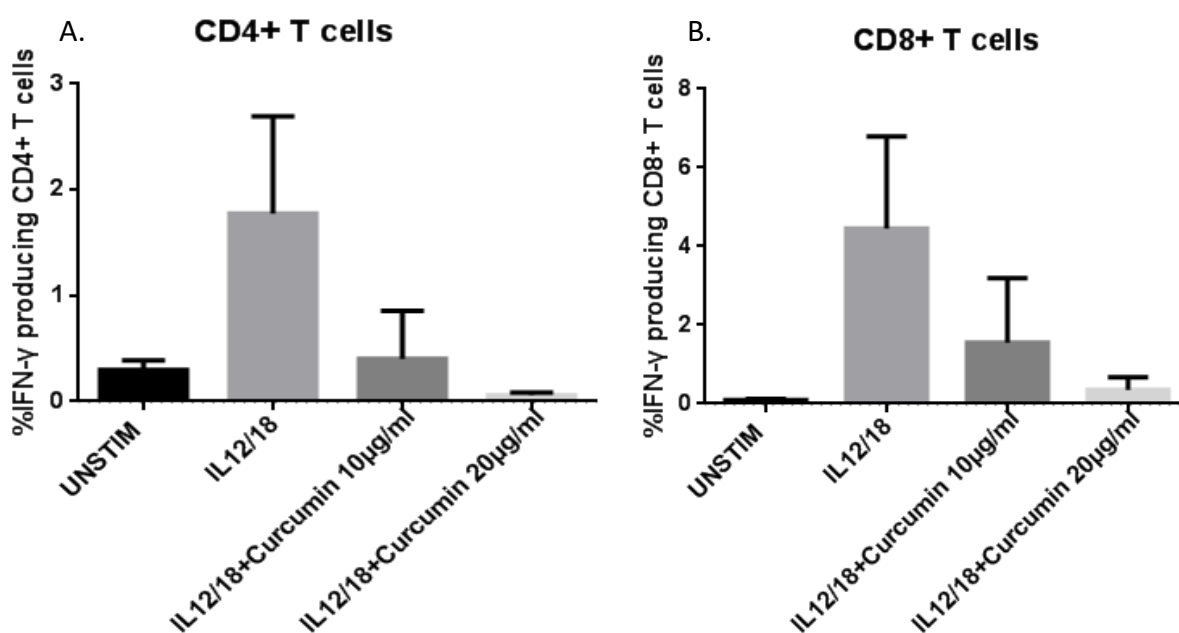 A.
CD4+ T cells
%IFN-γ producing CD4+ T cells
3
2
1
0
UNSTIM
IL12/18
IL12/18+Curcumin 10µg/ml
IL12/18+Curcumin 20µg/ml
B.
CD8+ T cells
%IFN-γ producing CD8+ T cells
8
6
4
2
0
UNSTIM
IL12/18
IL12/18+Curcumin 10µg/ml
IL12/18+Curcumin 20µg/ml